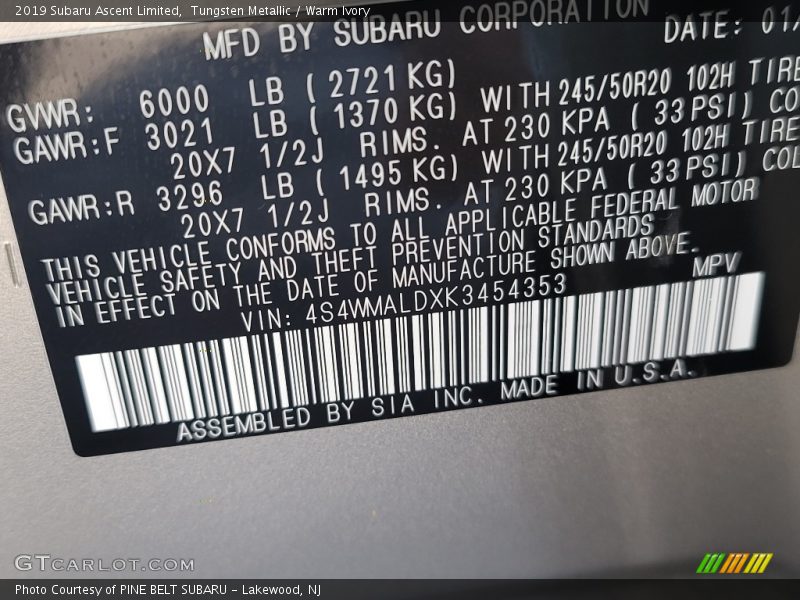 2019 Subaru Ascent Limited, Tungsten Metallic / Warm Ivory
MFD BY SUBARU CORPORATION DATE: 01/
GVWR: 6000 LB ( 2721 KG)
GAWR:F 3021 LB ( 1370 KG) WITH 245/50R20 102H TIRE
20X7 1/2J RIMS. AT 230 KPA ( 33 PSI) CO
GAWR:R 3296 LB ( 1495 KG) WITH 245/50R20 102H TIRE
20X7 1/2J RIMS. AT 230 KPA ( 33 PSI) COL
THIS VEHICLE CONFORMS TO ALL APPLICABLE FEDERAL MOTOR
VEHICLE SAFETY AND THEFT PREVENTION STANDARDS
IN EFFECT ON THE DATE OF MANUFACTURE SHOWN ABOVE.
VIN: 4S4WMALDXK3454353 MPV
ASSEMBLED BY SIA INC. MADE IN U.S.A.
GTCARLOT.COM
Photo Courtesy of PINE BELT SUBARU - Lakewood, NJ